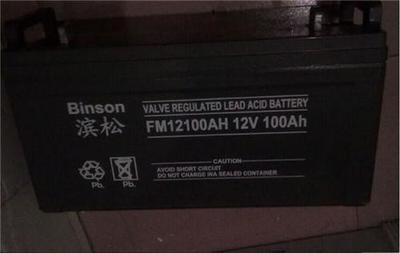 Binson
滨松
VALVE REGULATED LEAD ACID BATTERY
FM12100AH 12V 100Ah
CAUTION
AVOID SHORT CIRCUIT
DO NOT CHARGE INA SEALED CONTAINER
Pb. Pb.